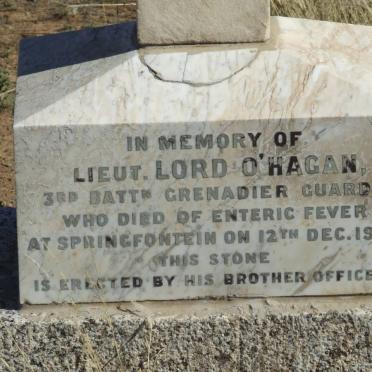 IN MEMORY OF
LIEUT. LORD O'HAGAN,
3RD BATTN GRENADIER GUARD
WHO DIED OF ENTERIC FEVER
AT SPRINGFONTEIN ON 12TH DEC. 19
THIS STONE
IS ERECTED BY HIS BROTHER OFFICE